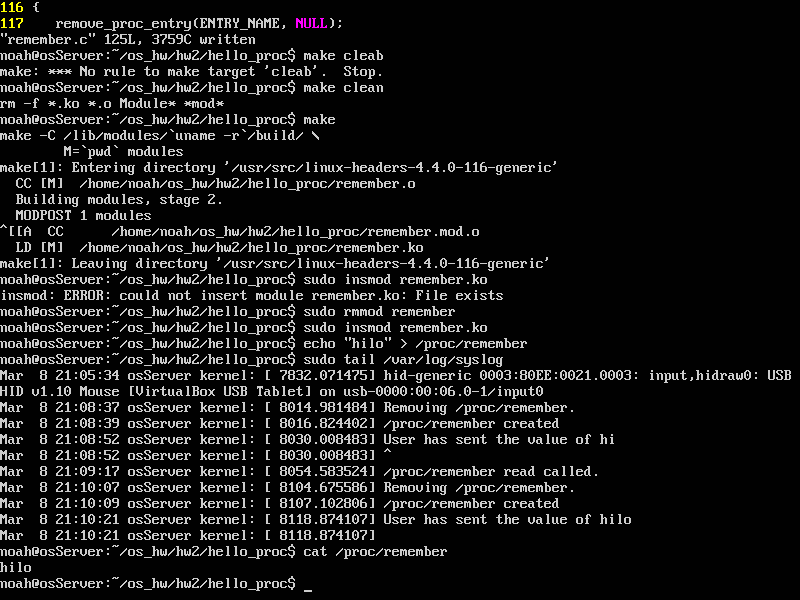 116 {
117    remove_proc_entry(ENTRY_NAME, NULL);
"remember.c" 125L, 3759C written
noah@osServer:~/os_hw/hw2/hello_proc$ make cleab
make: *** No rule to make target 'cleab'.  Stop.
noah@osServer:~/os_hw/hw2/hello_proc$ make clean
rm -f *.ko *.o Module* *mod*
noah@osServer:~/os_hw/hw2/hello_proc$ make
make -C /lib/modules/`uname -r`/build/ \
        M=`pwd` modules
make[1]: Entering directory '/usr/src/linux-headers-4.4.0-116-generic'
  CC [M]  /home/noah/os_hw/hw2/hello_proc/remember.o
  Building modules, stage 2.
  MODPOST 1 modules
^[[A  CC      /home/noah/os_hw/hw2/hello_proc/remember.mod.o
  LD [M]  /home/noah/os_hw/hw2/hello_proc/remember.ko
make[1]: Leaving directory '/usr/src/linux-headers-4.4.0-116-generic'
noah@osServer:~/os_hw/hw2/hello_proc$ sudo insmod remember.ko
insmod: ERROR: could not insert module remember.ko: File exists
noah@osServer:~/os_hw/hw2/hello_proc$ sudo rmmod remember
noah@osServer:~/os_hw/hw2/hello_proc$ sudo insmod remember.ko
noah@osServer:~/os_hw/hw2/hello_proc$ echo "hilo" > /proc/remember
noah@osServer:~/os_hw/hw2/hello_proc$ sudo tail /var/log/syslog
Mar  8 21:05:34 osServer kernel: [ 7832.071475] hid-generic 0003:80EE:0021.0003: input,hidraw0: USB
HID v1.10 Mouse [VirtualBox USB Tablet] on usb-0000:00:06.0-1/input0
Mar  8 21:08:37 osServer kernel: [ 8014.981484] Removing /proc/remember.
Mar  8 21:08:39 osServer kernel: [ 8016.824402] /proc/remember created
Mar  8 21:08:52 osServer kernel: [ 8030.008483] User has sent the value of hi
Mar  8 21:08:52 osServer kernel: [ 8030.008483] ^
Mar  8 21:09:17 osServer kernel: [ 8054.583524] /proc/remember read called.
Mar  8 21:10:07 osServer kernel: [ 8104.675586] Removing /proc/remember.
Mar  8 21:10:09 osServer kernel: [ 8107.102806] /proc/remember created
Mar  8 21:10:21 osServer kernel: [ 8118.874107] User has sent the value of hilo
Mar  8 21:10:21 osServer kernel: [ 8118.874107]
noah@osServer:~/os_hw/hw2/hello_proc$ cat /proc/remember
hilo
noah@osServer:~/os_hw/hw2/hello_proc$ _